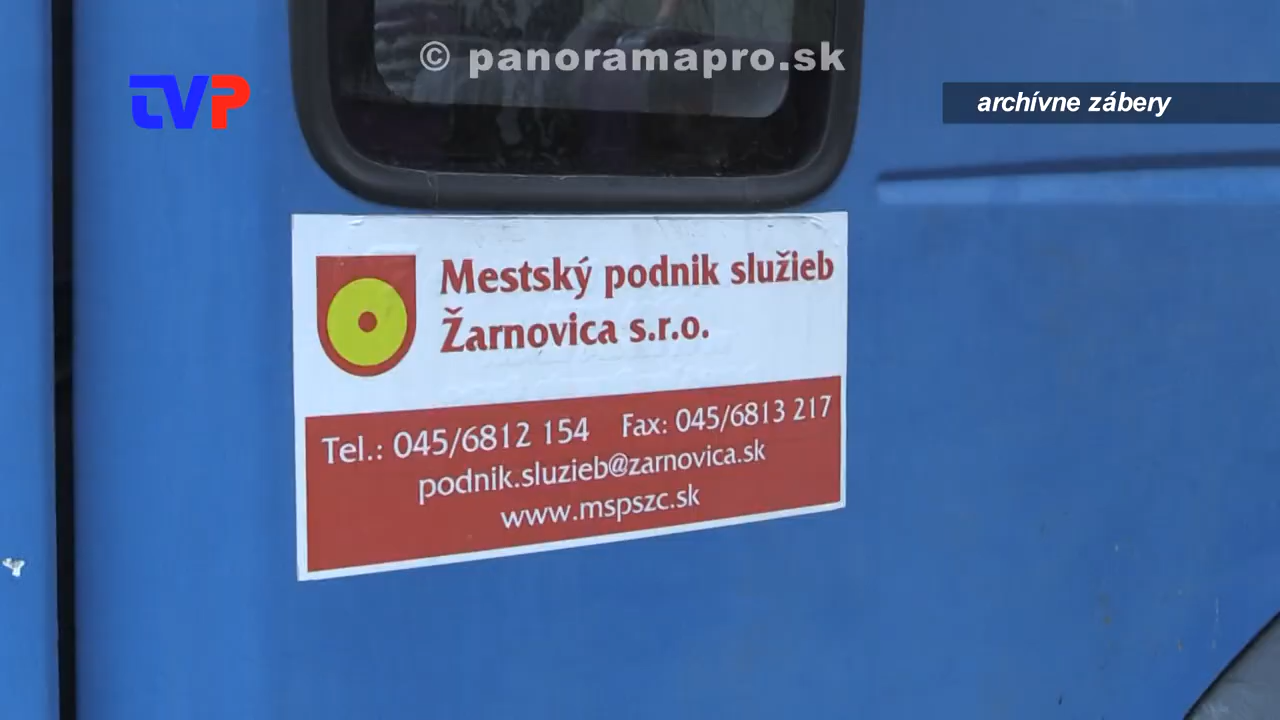 © panoramapro.sk
TVP
archívne zábery
Mestský podnik služieb
Žarnovica s.r.o.
Tel.: 045/6812 154 Fax: 045/6813 217
podnik.sluzieb@zarnovica.sk
www.mspszc.sk